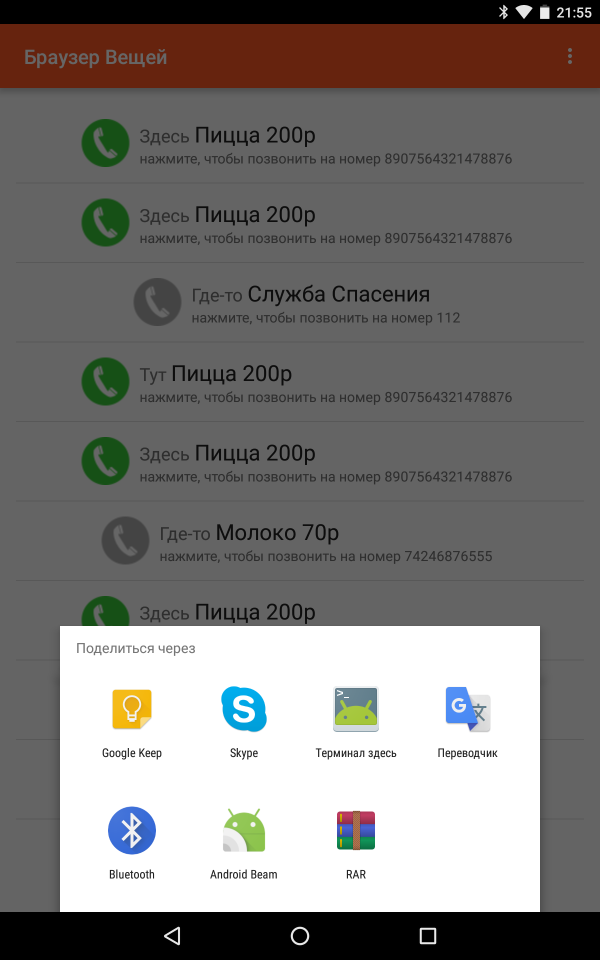 21:55
Браузер Вещей
Здесь Пицца 200р
нажмите, чтобы позвонить на номер 8907564321478876
Здесь Пицца 200р
нажмите, чтобы позвонить на номер 8907564321478876
Где-то Служба Спасения
нажмите, чтобы позвонить на номер 112
Тут Пицца 200р
нажмите, чтобы позвонить на номер 8907564321478876
Здесь Пицца 200р
нажмите, чтобы позвонить на номер 8907564321478876
Где-то Молоко 70р
нажмите, чтобы позвонить на номер 74246876555
Здесь Пицца 200р
Поделиться через
Google Keep Skype Терминал здесь Переводчик
Bluetooth Android Beam RAR